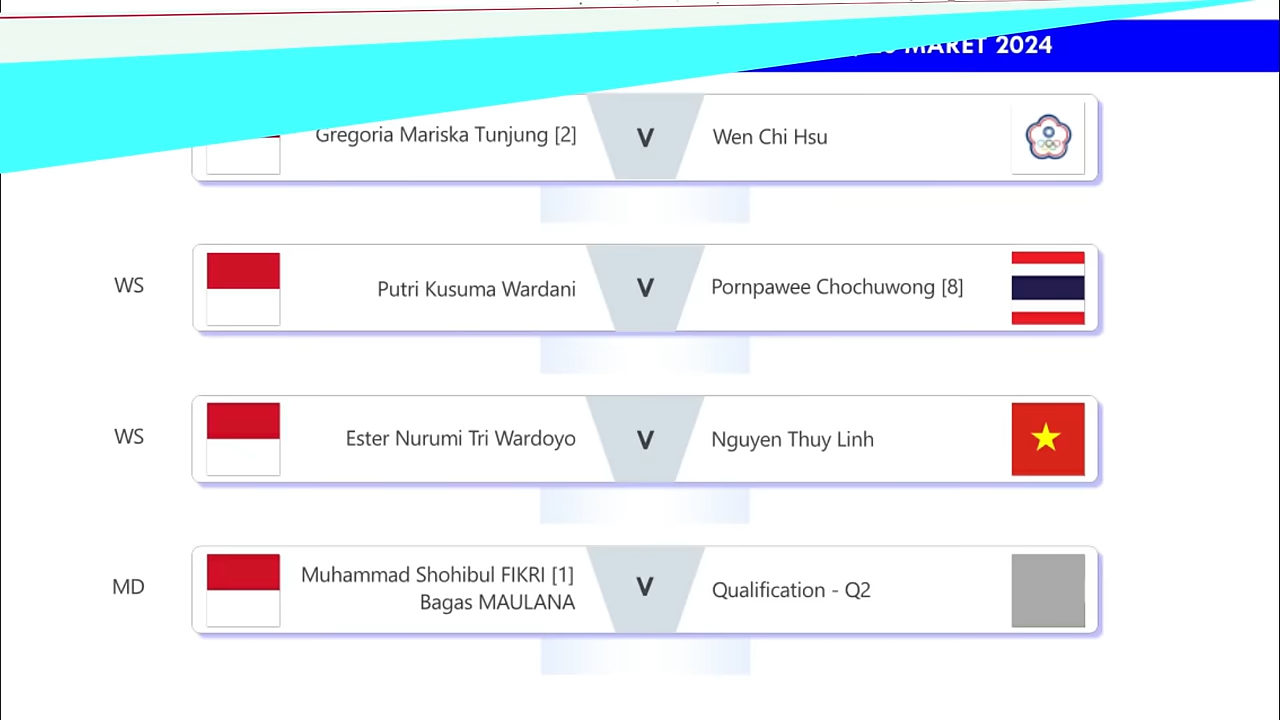 MARET 2024
Gregoria Mariska Tunjung [2]
V
Wen Chi Hsu
WS
Putri Kusuma Wardani
V
Pornpawee Chochuwong [8]
WS
Ester Nurumi Tri Wardoyo
V
Nguyen Thuy Linh
MD
Muhammad Shohibul FIKRI [1]
Bagas MAULANA
V
Qualification - Q2